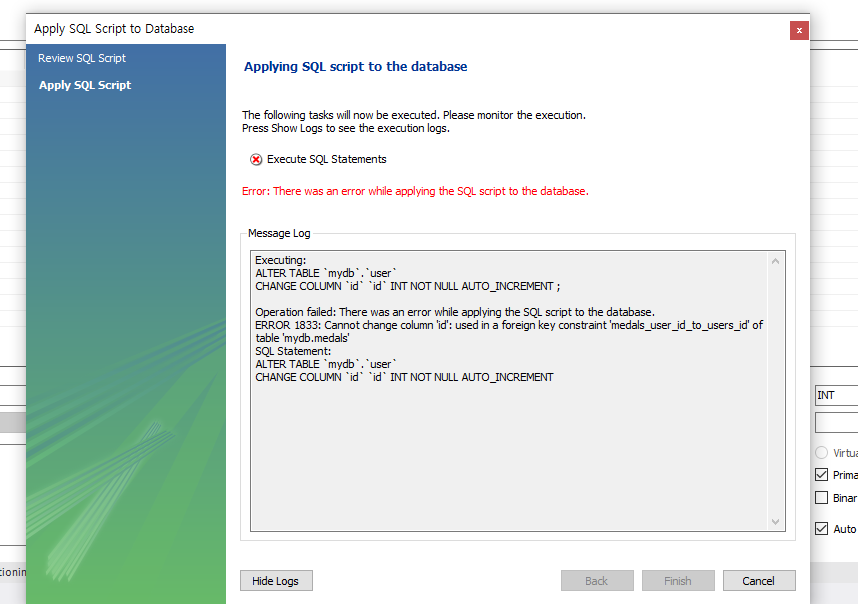 Apply SQL Script to Database
x
Review SQL Script
Apply SQL Script
Applying SQL script to the database
The following tasks will now be executed. Please monitor the execution.
Press Show Logs to see the execution logs.
Execute SQL Statements
Error: There was an error while applying the SQL script to the database.
Message Log
Executing:
ALTER TABLE `mydb`.`user`
CHANGE COLUMN `id` `id` INT NOT NULL AUTO_INCREMENT ;
Operation failed: There was an error while applying the SQL script to the database.
ERROR 1833: Cannot change column 'id': used in a foreign key constraint 'medals_user_id_to_users_id' of
table 'mydb.medals'
SQL Statement:
ALTER TABLE `mydb`.`user`
CHANGE COLUMN `id` `id` INT NOT NULL AUTO_INCREMENT
INT
Virtua
Prima
Binar
Auto
tionin
Hide Logs
Back
Finish
Cancel